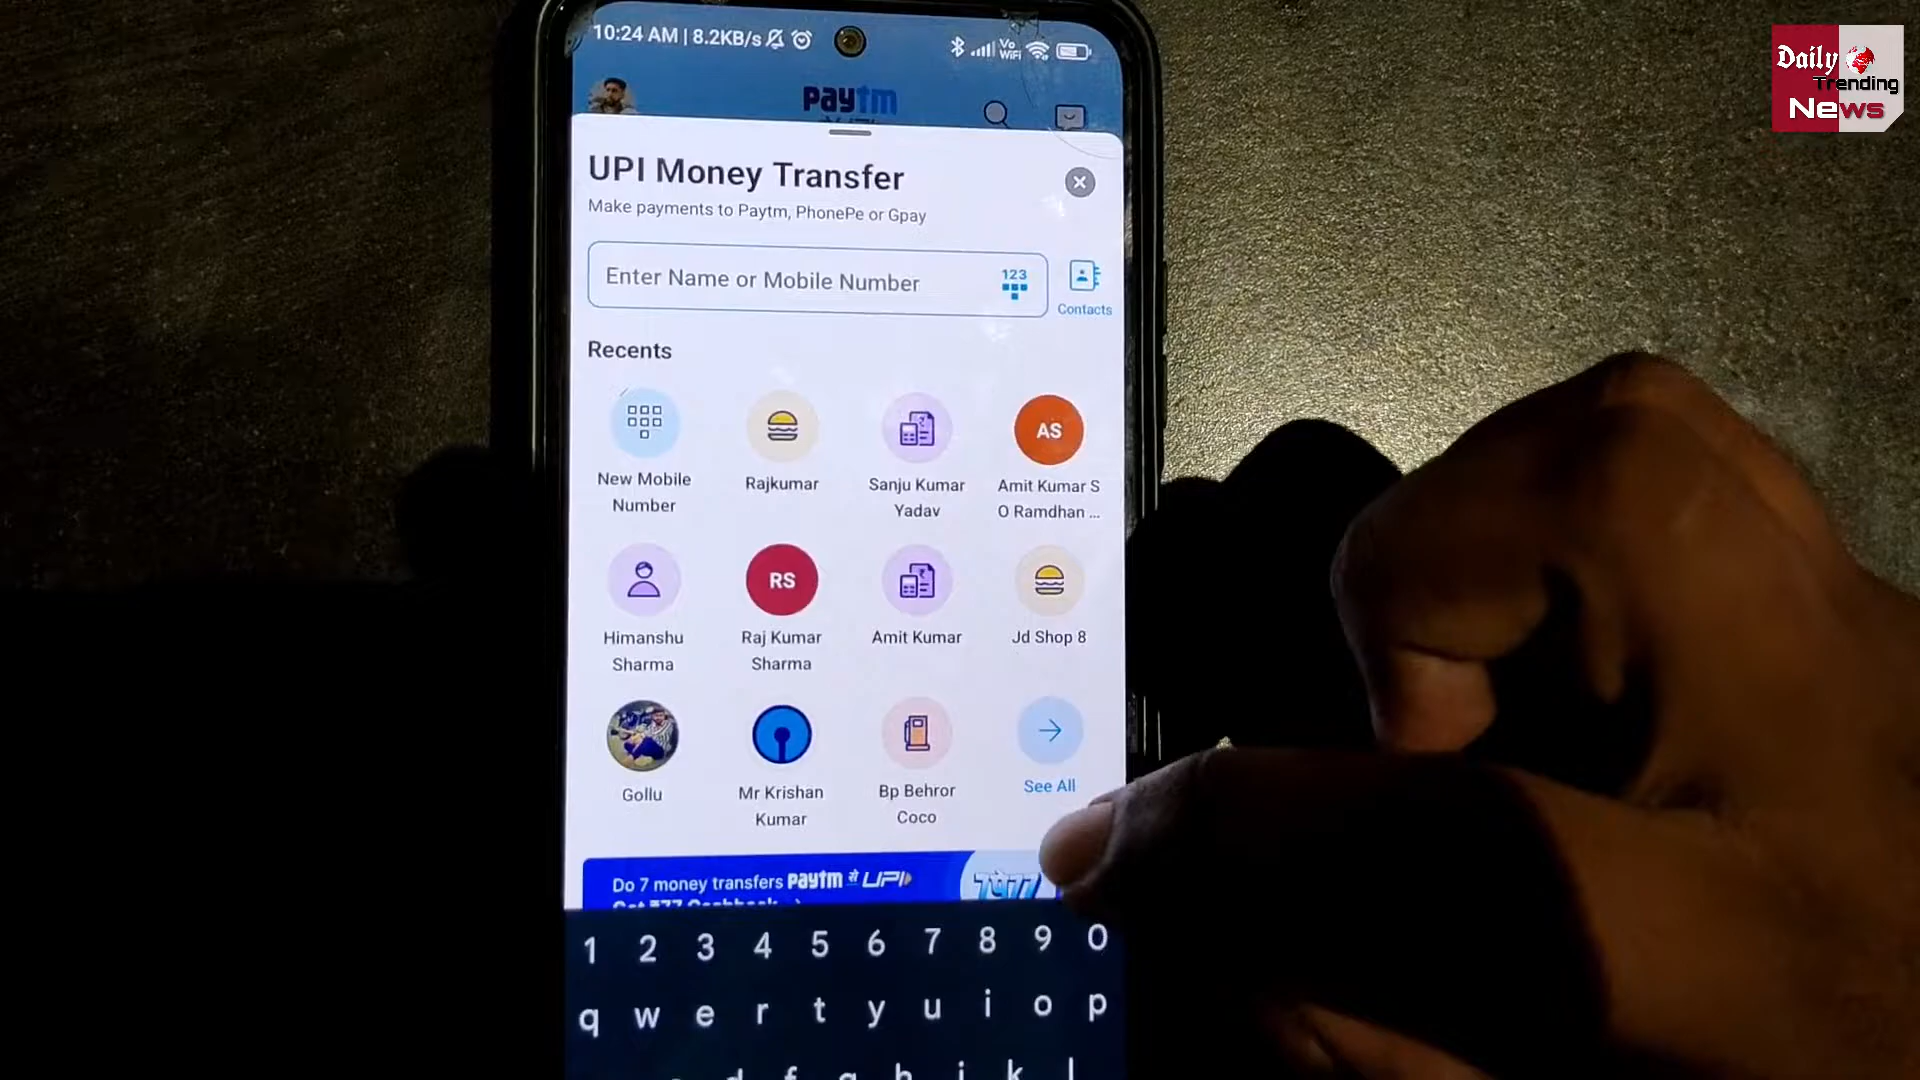 10:24 AM | 8.2KB/s
Vo
WiFi
Daily
Trending
News
paytm
UPI Money Transfer
Make payments to Paytm, PhonePe or Gpay
Enter Name or Mobile Number
123
Contacts
Recents
New Mobile
Number
Rajkumar
Sanju Kumar
Yadav
AS
Amit Kumar S
O Ramdhan ...
Himanshu
Sharma
RS
Raj Kumar
Sharma
Amit Kumar
Jd Shop 8
Gollu
Mr Krishan
Kumar
Bp Behror
Coco
See All
Do 7 money transfers paytm से UPI
1 2 3 4 5 6 7 8 9 0
q w e r t y u i o p
d f g h j k l